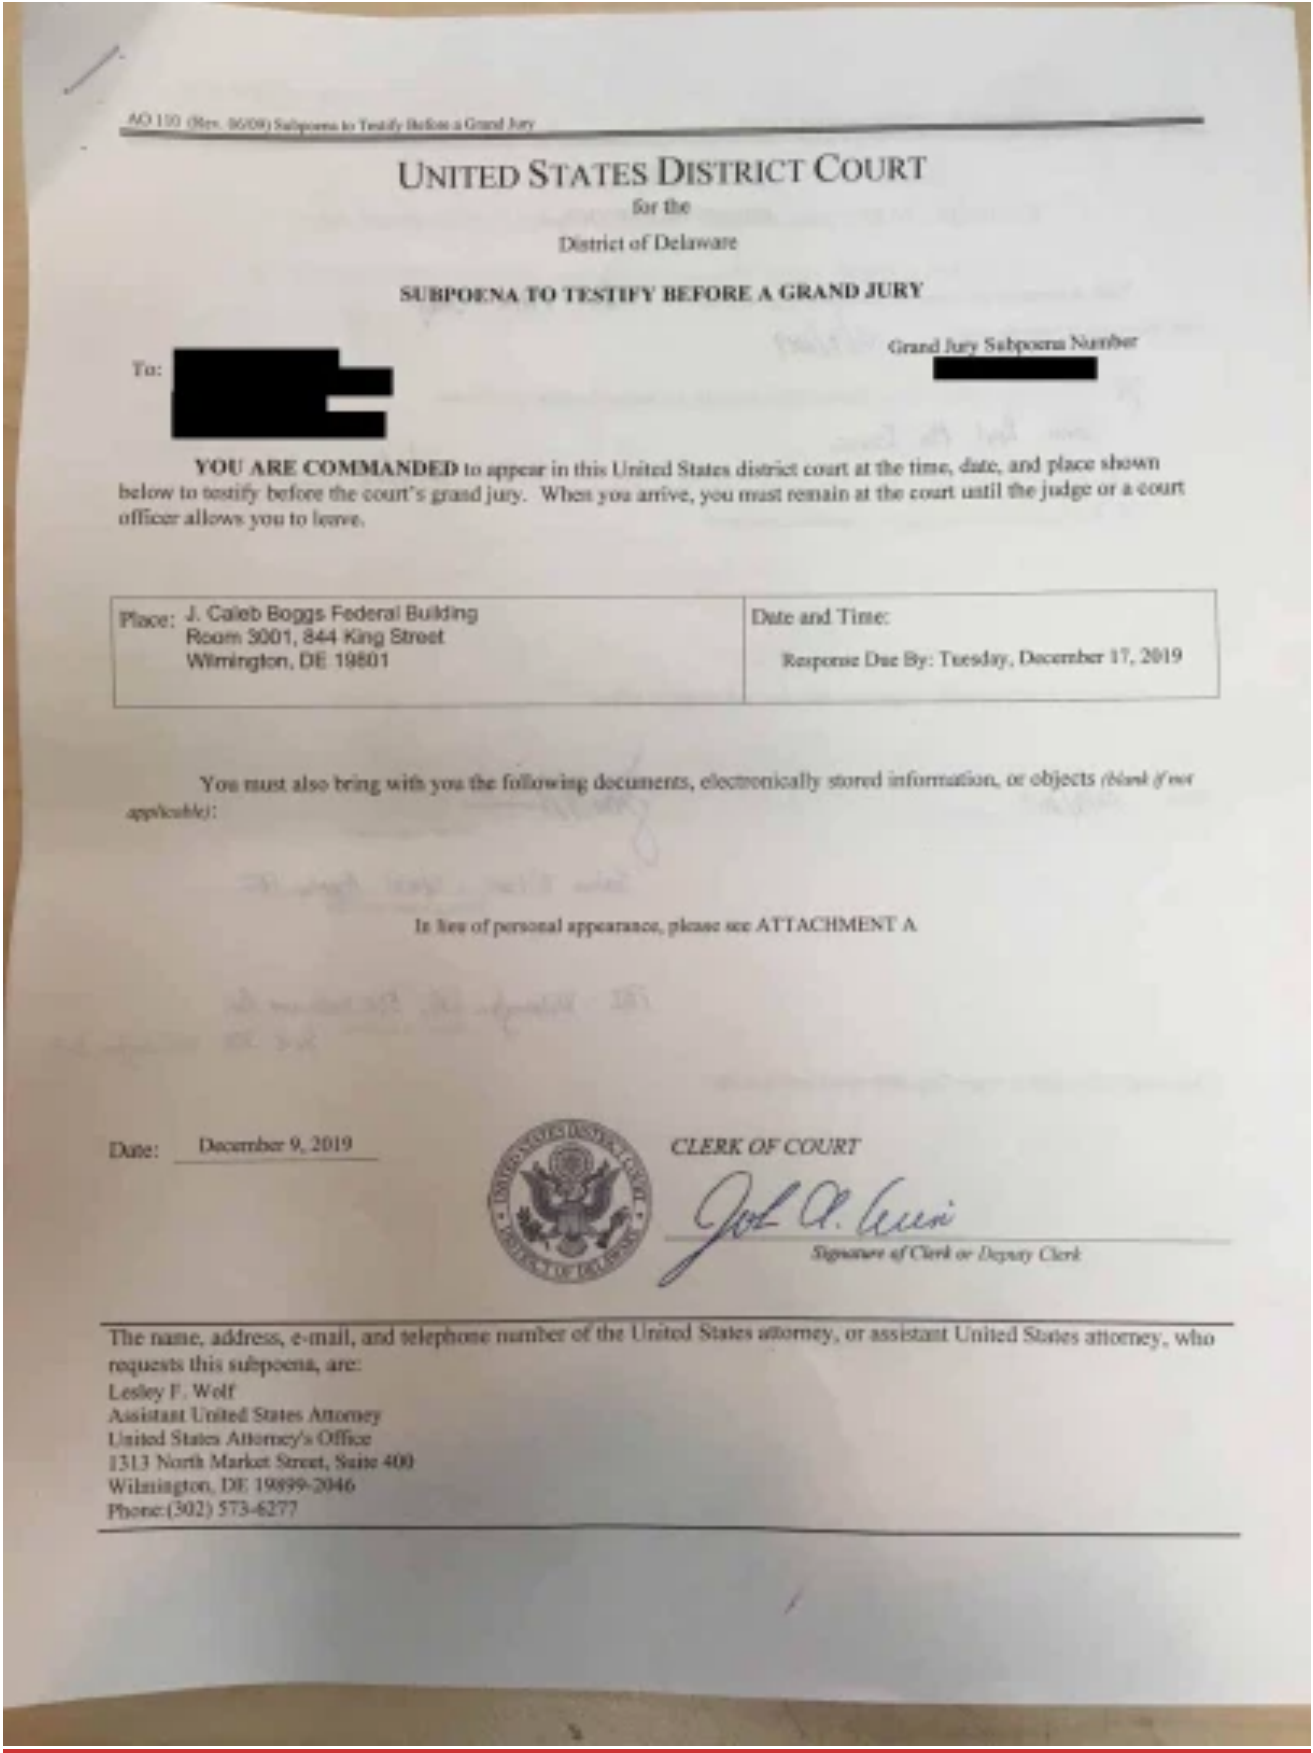 AO 110 (Rev. 06/09) Subpoena to Testify Before a Grand Jury
UNITED STATES DISTRICT COURT
for the
District of Delaware
SUBPOENA TO TESTIFY BEFORE A GRAND JURY
To:
Grand Jury Subpoena Number
YOU ARE COMMANDED to appear in this United States district court at the time, date, and place shown
below to testify before the court's grand jury. When you arrive, you must remain at the court until the judge or a court
officer allows you to leave.
Place: J. Caleb Boggs Federal Building
Room 3001, 844 King Street
Wilmington, DE 19801
Date and Time:
Response Due By: Tuesday, December 17, 2019
You must also bring with you the following documents, electronically stored information, or objects (blank if not
applicable):
In lieu of personal appearance, please see ATTACHMENT A
Date: December 9, 2019
UNITED STATES DISTRICT COURT
DISTRICT OF DELAWARE
CLERK OF COURT
John A. Cerino
Signature of Clerk or Deputy Clerk
The name, address, e-mail, and telephone number of the United States attorney, or assistant United States attorney, who
requests this subpoena, are:
Lesley F. Wolf
Assistant United States Attorney
United States Attorney's Office
1313 North Market Street, Suite 400
Wilmington, DE 19899-2046
Phone:(302) 573-6277